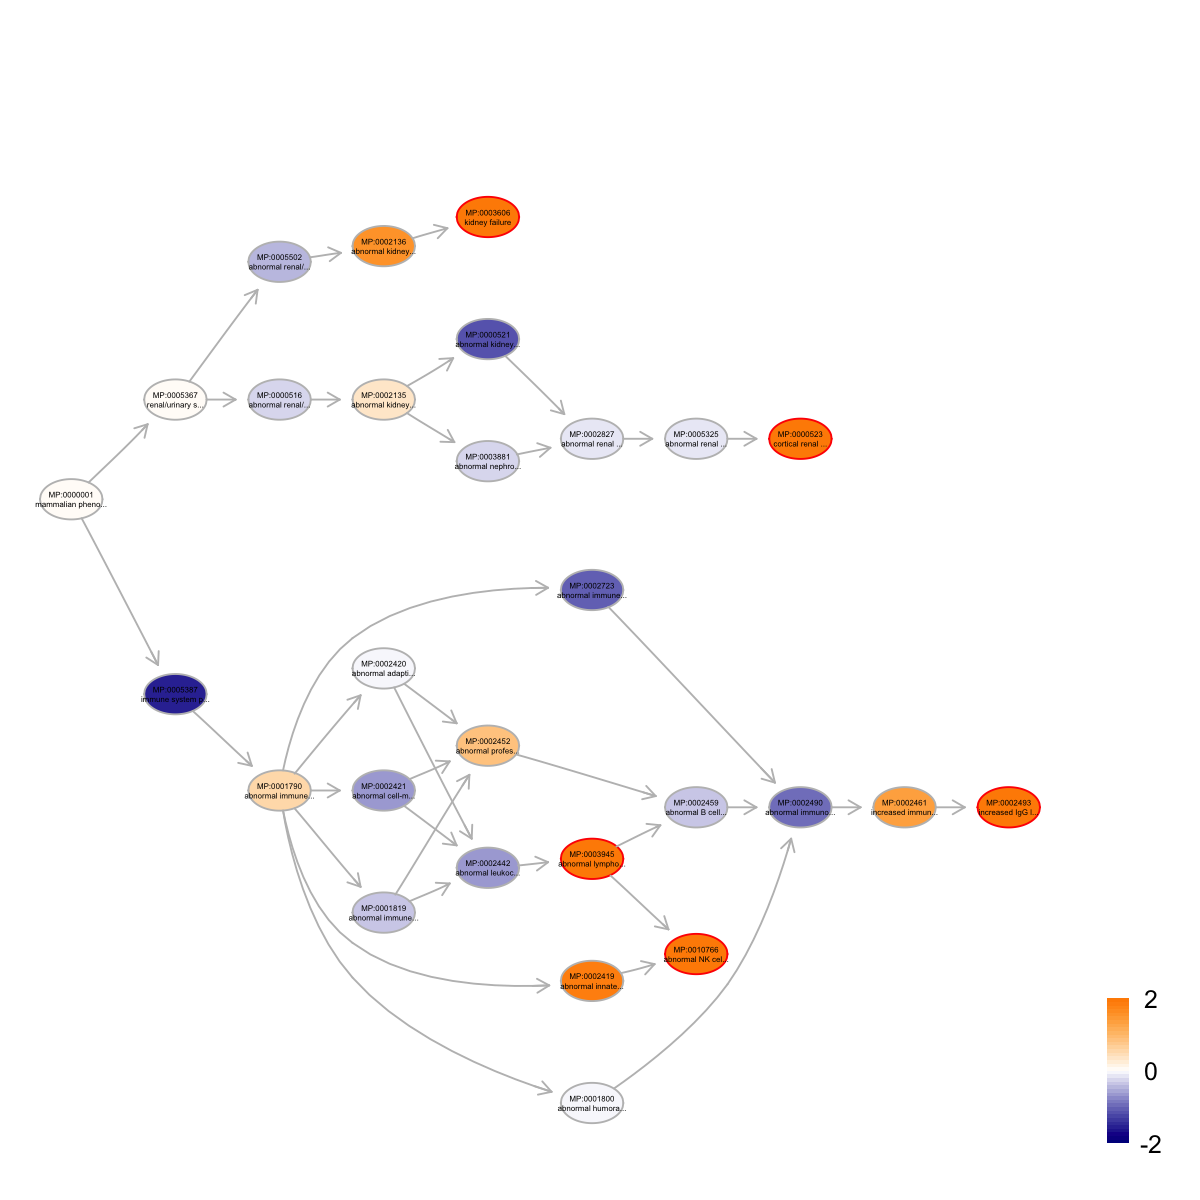 MP:0003606
kidney failure
MP:0002136
abnormal kidney...
MP:0005502
abnormal renal/...
MP:0000521
abnormal kidney...
MP:0005367
renal/urinary s...
MP:0000516
abnormal renal/...
MP:0002135
abnormal kidney...
MP:0002827
abnormal renal ...
MP:0005325
abnormal renal ...
MP:0000523
cortical renal ...
MP:0003881
abnormal nephro...
MP:0000001
mammalian pheno...
MP:0002723
abnormal immune...
MP:0002420
abnormal adapti...
MP:0005387
immune system p...
MP:0002452
abnormal profes...
MP:0001790
abnormal immune...
MP:0002421
abnormal cell-m...
MP:0002459
abnormal B cell...
MP:0002490
abnormal immuno...
MP:0002461
increased immun...
MP:0002493
increased IgG l...
MP:0003945
abnormal lympho...
MP:0002442
abnormal leukoc...
MP:0001819
abnormal immune...
MP:0010766
abnormal NK cel...
MP:0002419
abnormal innate...
MP:0001800
abnormal humora...
2
0
-2